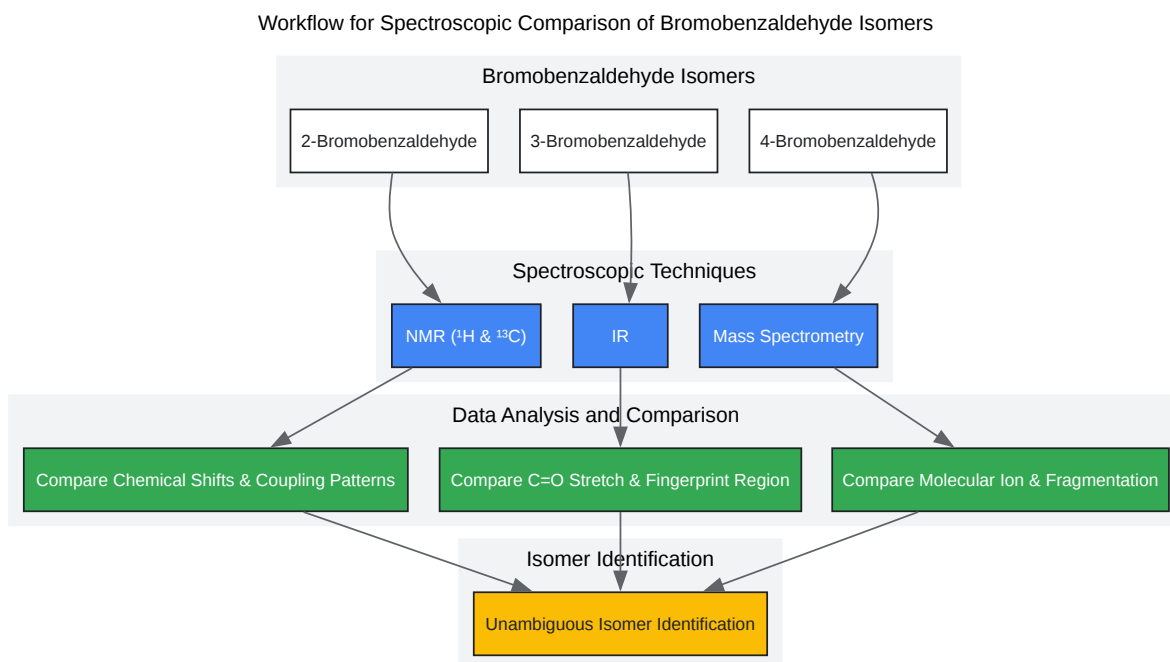 Workflow for Spectroscopic Comparison of Bromobenzaldehyde Isomers
Bromobenzaldehyde Isomers
2-Bromobenzaldehyde
3-Bromobenzaldehyde
4-Bromobenzaldehyde
Spectroscopic Techniques
NMR (¹H & ¹³C)
IR
Mass Spectrometry
Data Analysis and Comparison
Compare Chemical Shifts & Coupling Patterns
Compare C=O Stretch & Fingerprint Region
Compare Molecular Ion & Fragmentation
Isomer Identification
Unambiguous Isomer Identification